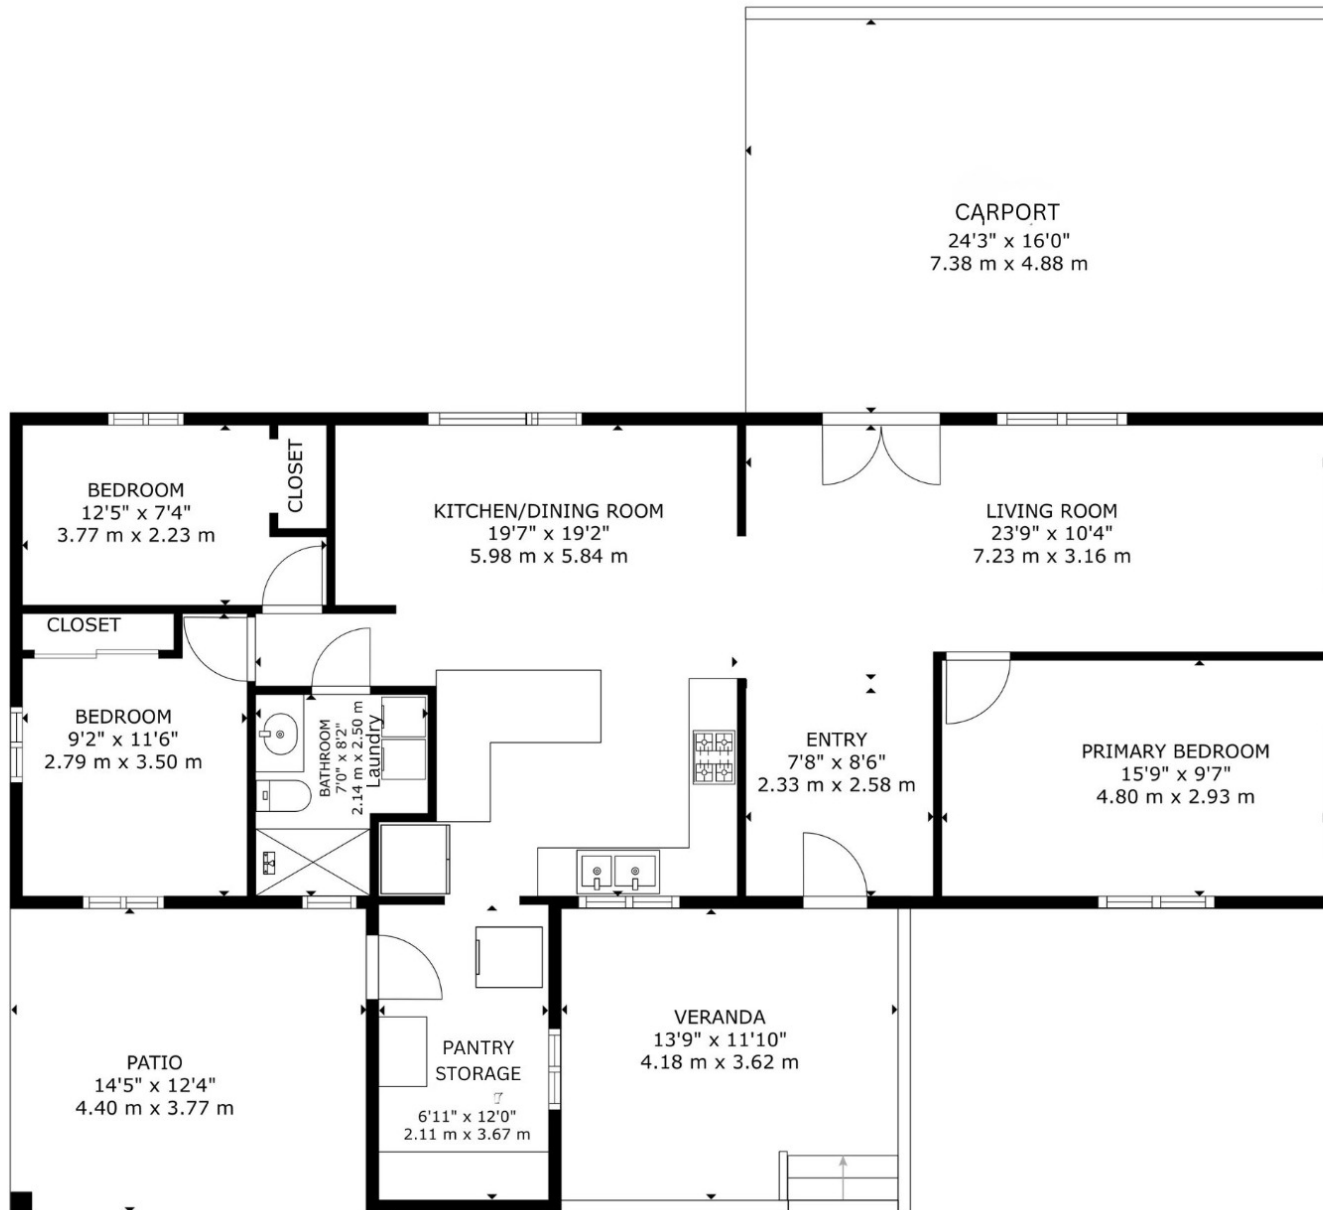 CARPORT
24'3" x 16'0"
7.38 m x 4.88 m
BEDROOM
12'5" x 7'4"
3.77 m x 2.23 m
CLOSET
KITCHEN/DINING ROOM
19'7" x 19'2"
5.98 m x 5.84 m
LIVING ROOM
23'9" x 10'4"
7.23 m x 3.16 m
CLOSET
BEDROOM
9'2" x 11'6"
2.79 m x 3.50 m
BATHROOM
7'0" x 8'2"
2.14 m x 2.50 m
Laundry
ENTRY
7'8" x 8'6"
2.33 m x 2.58 m
PRIMARY BEDROOM
15'9" x 9'7"
4.80 m x 2.93 m
PATIO
14'5" x 12'4"
4.40 m x 3.77 m
PANTRY
STORAGE
6'11" x 12'0"
2.11 m x 3.67 m
VERANDA
13'9" x 11'10"
4.18 m x 3.62 m